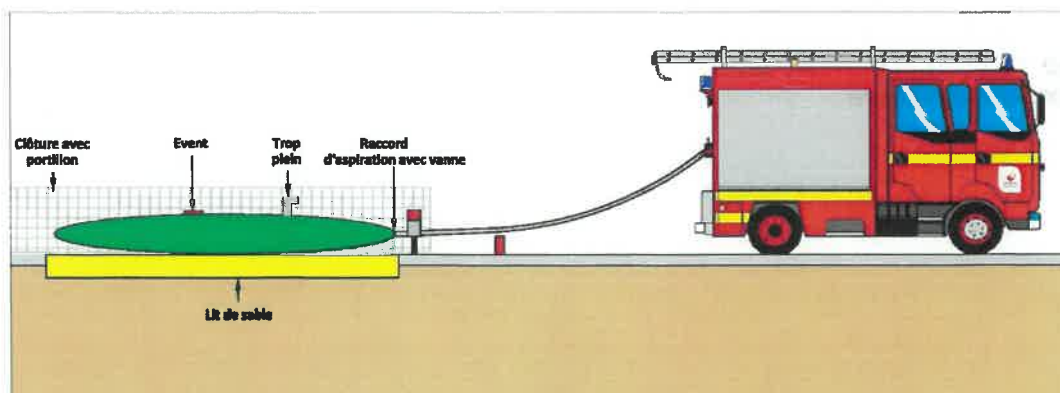 Clôture avec
portillon
Event
Trop
plein
Raccord
d'aspiration avec vanne
Lit de sable